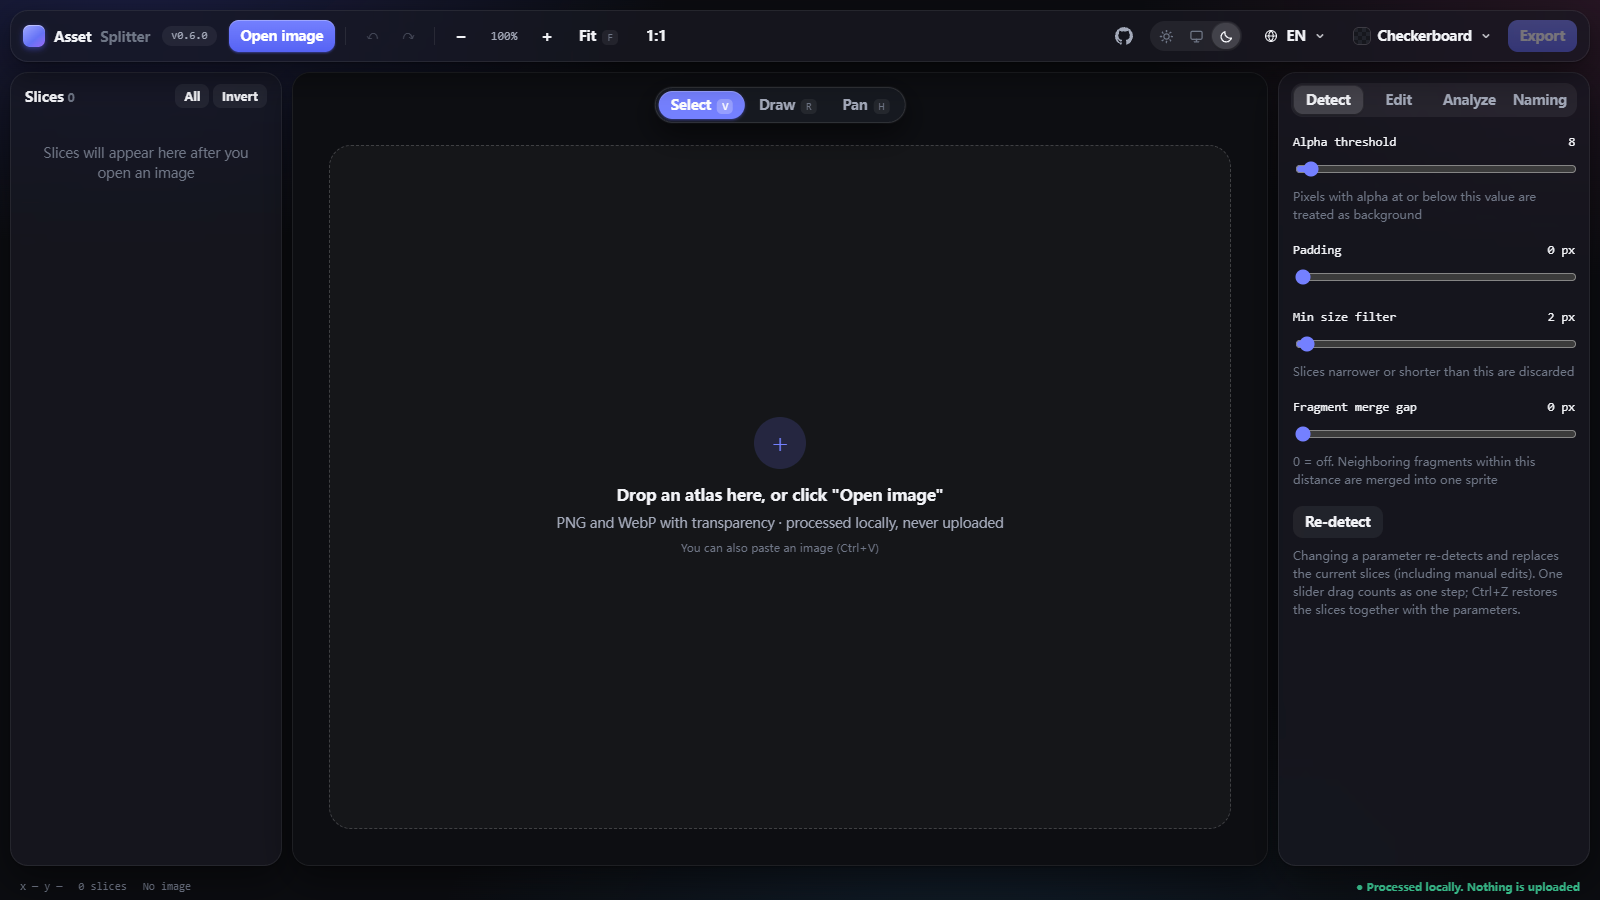 Asset Splitter v0.6.0 Open image 100% Fit F 1:1 EN Checkerboard Export
Slices 0 All Invert
Slices will appear here after you
open an image
Select V Draw R Pan H
Drop an atlas here, or click "Open image"
PNG and WebP with transparency · processed locally, never uploaded
You can also paste an image (Ctrl+V)
Detect Edit Analyze Naming
Alpha threshold 8
Pixels with alpha at or below this value are
treated as background
Padding 0 px
Min size filter 2 px
Slices narrower or shorter than this are discarded
Fragment merge gap 0 px
0 = off. Neighboring fragments within this
distance are merged into one sprite
Re-detect
Changing a parameter re-detects and replaces
the current slices (including manual edits). One
slider drag counts as one step; Ctrl+Z restores
the slices together with the parameters.
x — y — 0 slices No image
Processed locally. Nothing is uploaded